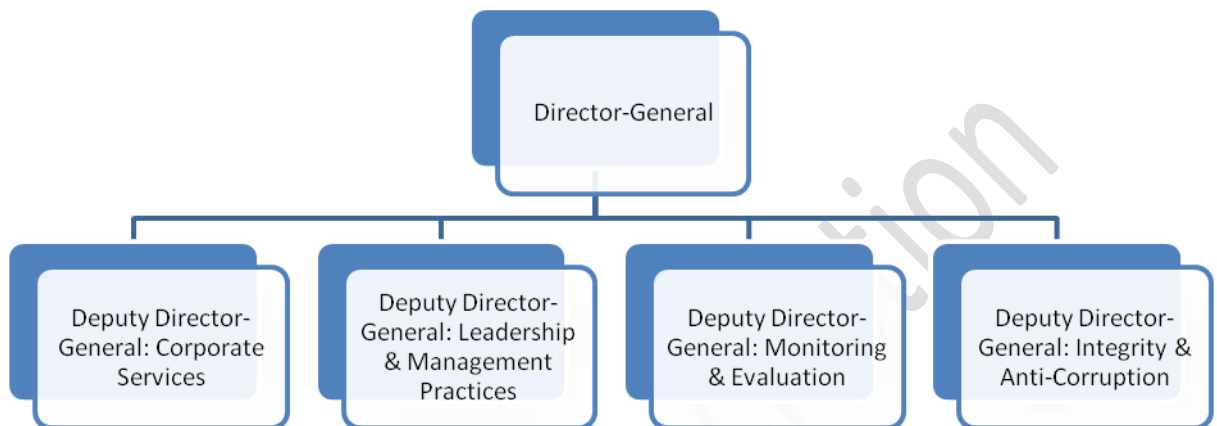 Director-General
Deputy Director-
General: Corporate
Services
Deputy Director-
General: Leadership
& Management
Practices
Deputy Director-
General: Monitoring
& Evaluation
Deputy Director-
General: Integrity &
Anti-Corruption